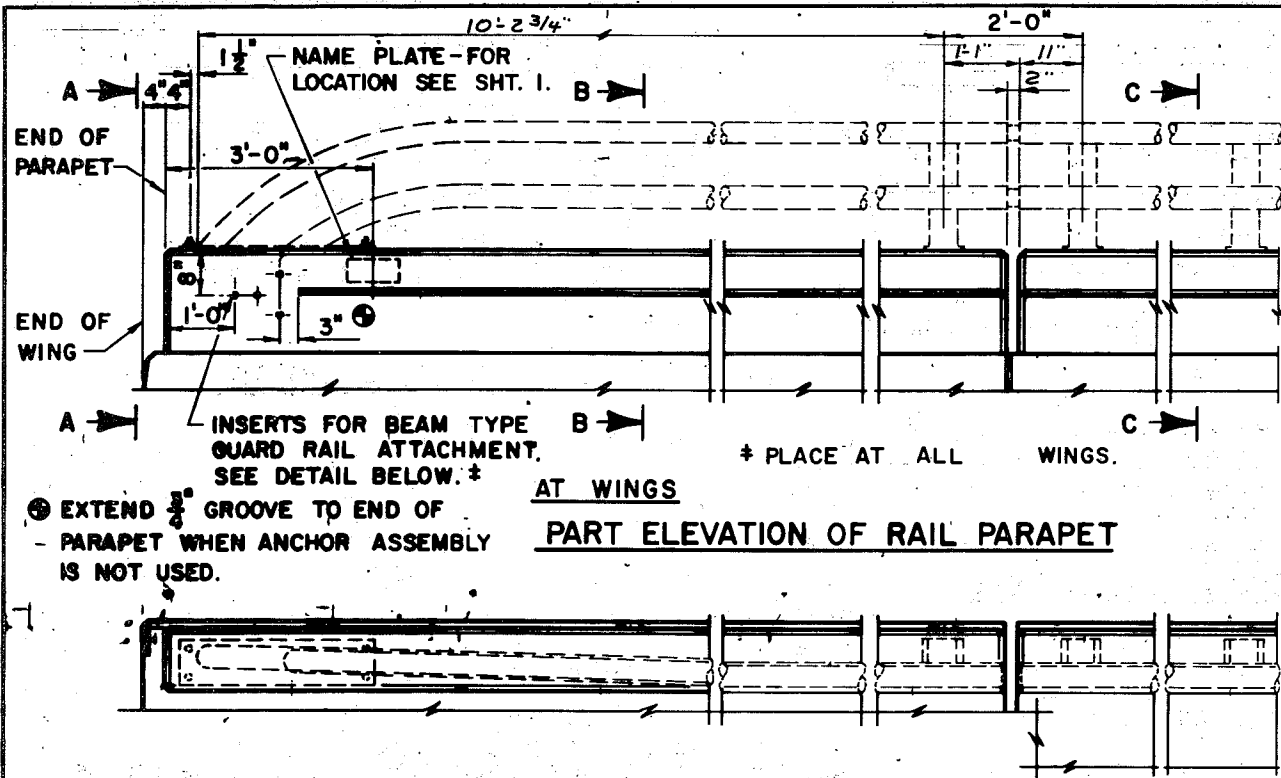 10'-2 3/4"
2'-0"
1 1/2"
NAME PLATE-FOR
LOCATION SEE SHT. 1.
1'-1"
11"
2"
A
4" 4"
B
C
END OF
PARAPET
3'-0"
8"
1'-0"
3"
END OF
WING
A
INSERTS FOR BEAM TYPE
GUARD RAIL ATTACHMENT.
SEE DETAIL BELOW. ‡
B
C
‡ PLACE AT ALL WINGS.
AT WINGS
PART ELEVATION OF RAIL PARAPET
EXTEND 3/4" GROOVE TO END OF
PARAPET WHEN ANCHOR ASSEMBLY
IS NOT USED.